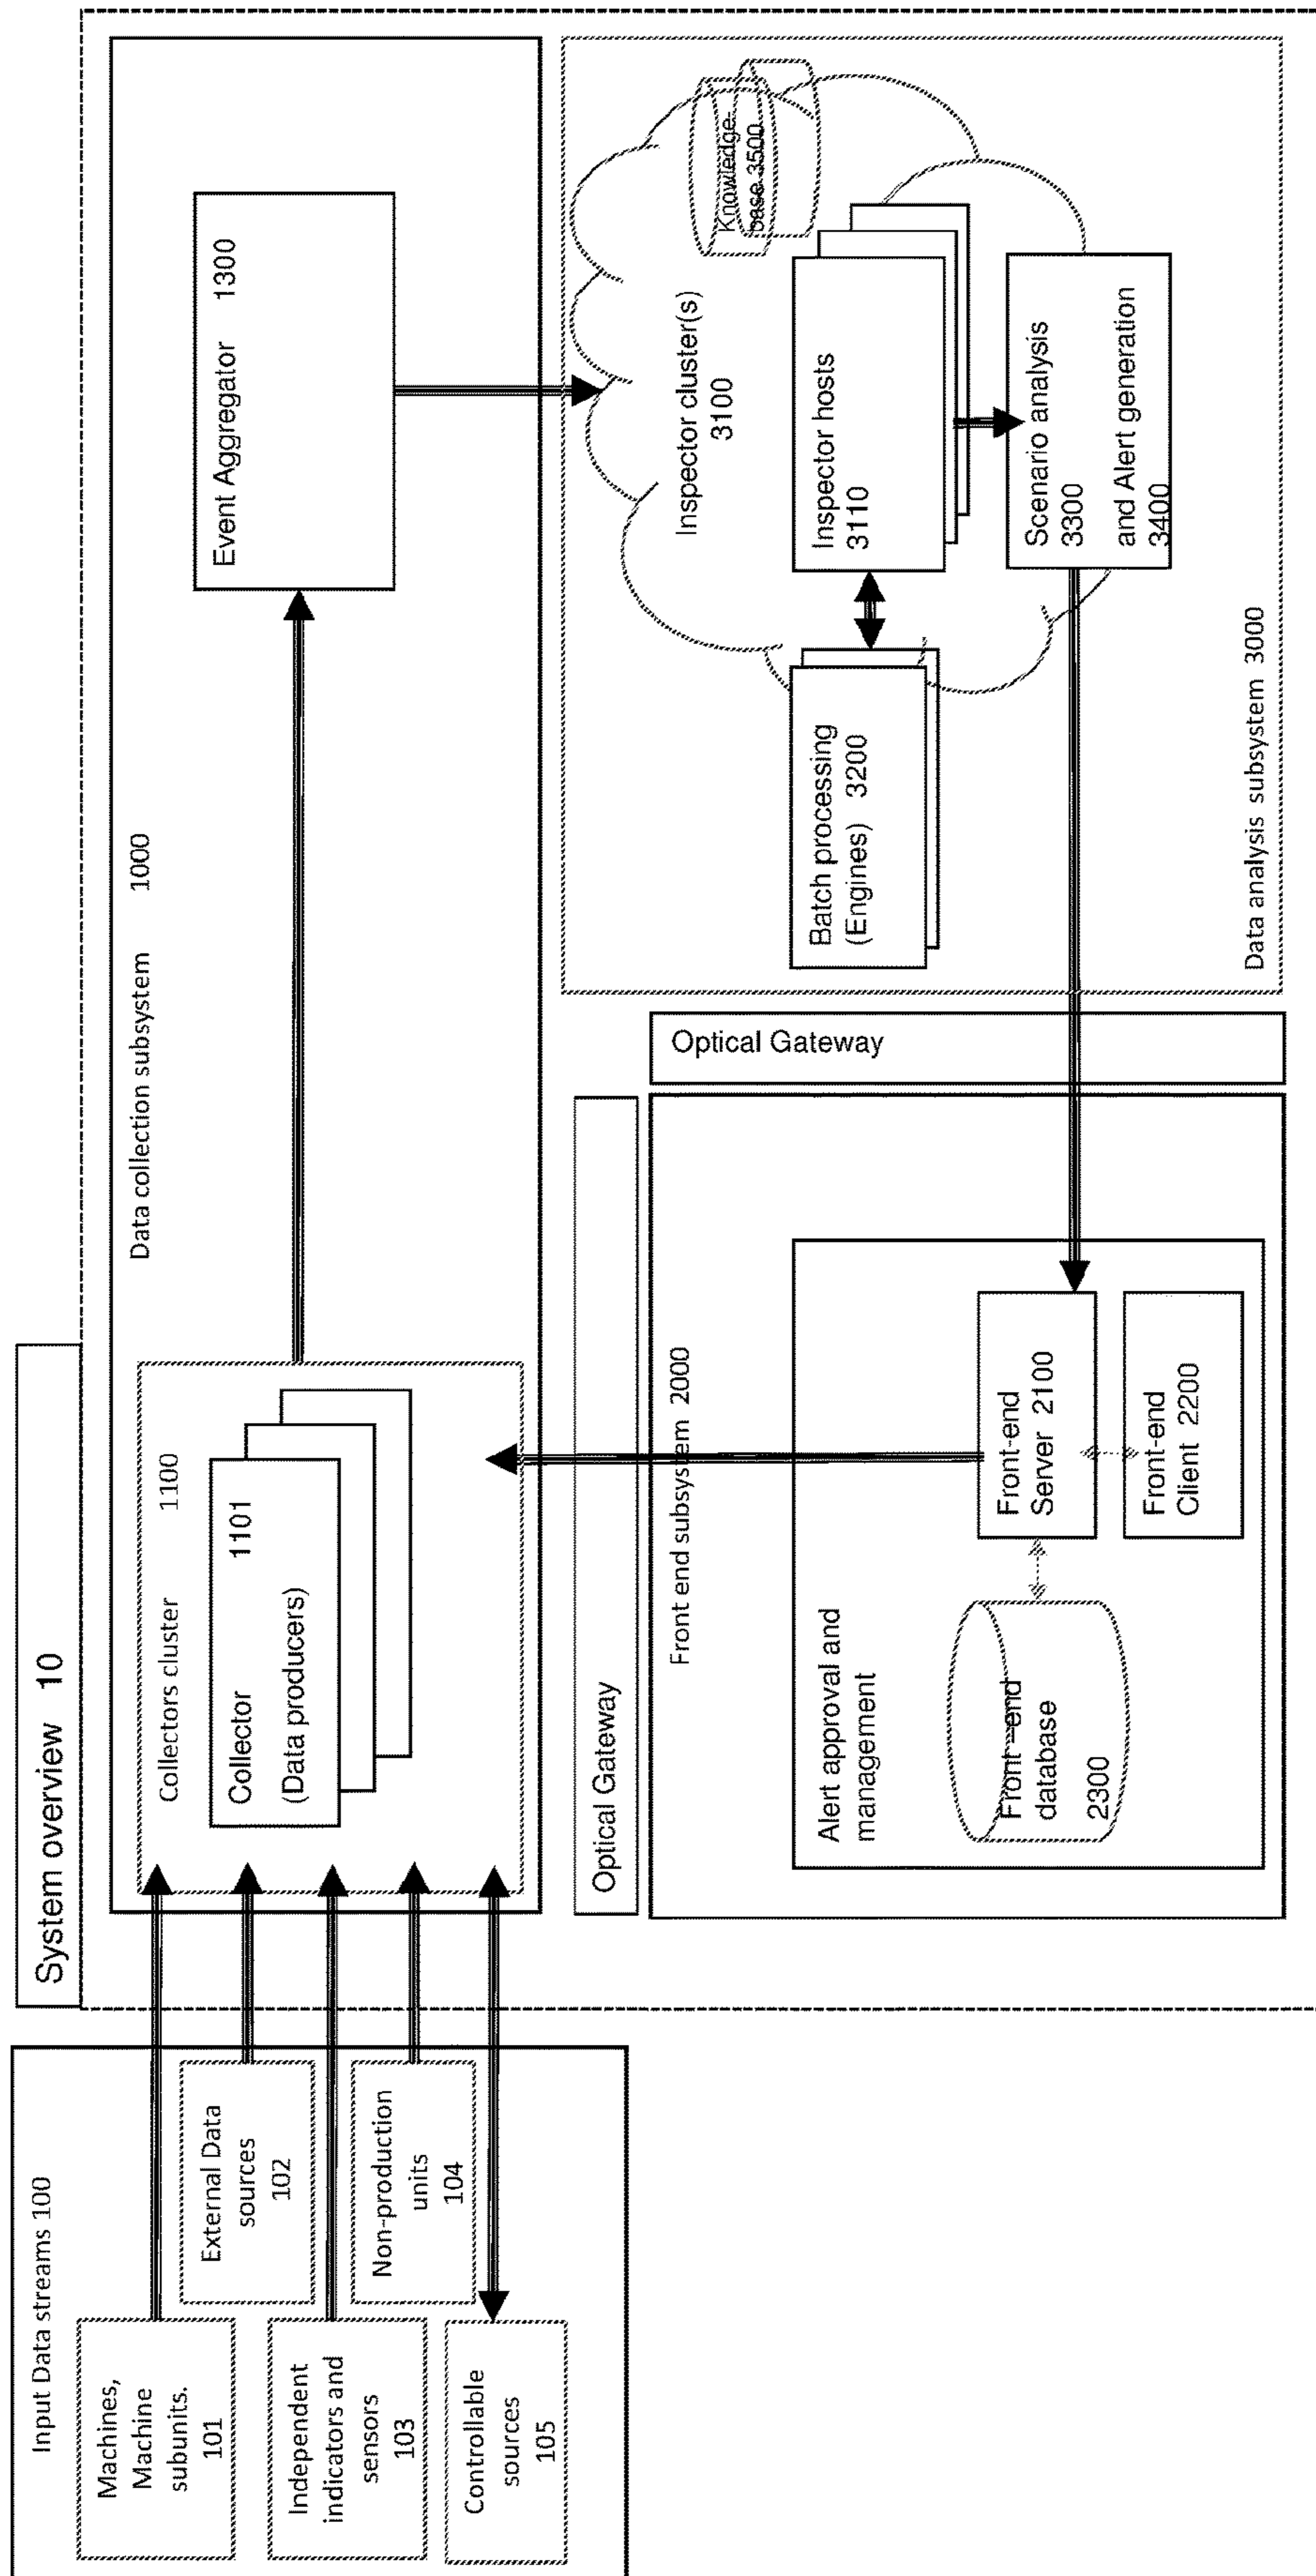 System overview 10
Input Data streams 100
Machines,
Machine
subunits.
101
External Data
sources
102
Independent
indicators and
sensors
103
Non-production
units
104
Controllable
sources
105
Data collection subsystem 1000
Collectors cluster 1100
Collector 1101
(Data producers)
Event Aggregator 1300
Optical Gateway
Front end subsystem 2000
Alert approval and
management
Front-end
database
2300
Front-end
Server 2100
Front-end
Client 2200
Optical Gateway
Inspector cluster(s)
3100
Knowledge-
base 3500
Batch processing
(Engines) 3200
Inspector hosts
3110
Scenario analysis
3300
and Alert generation
3400
Data analysis subsystem 3000